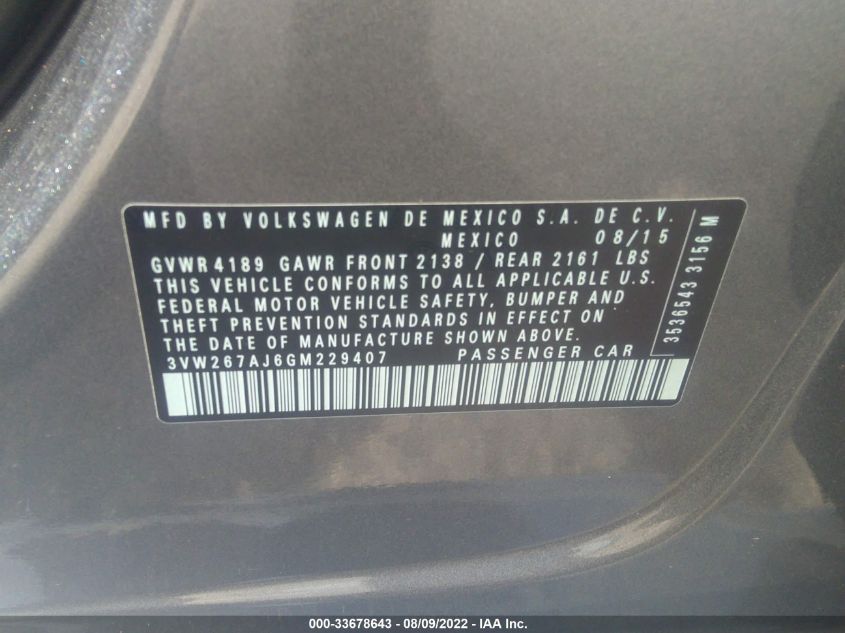 MFD BY VOLKSWAGEN DE MEXICO S.A. DE C.V.
MEXICO 08/15
GVWR 4189 GAWR FRONT 2138 / REAR 2161 LBS
THIS VEHICLE CONFORMS TO ALL APPLICABLE U.S.
FEDERAL MOTOR VEHICLE SAFETY, BUMPER AND
THEFT PREVENTION STANDARDS IN EFFECT ON
THE DATE OF MANUFACTURE SHOWN ABOVE.
3VW267AJ6GM229407 PASSENGER CAR
3536543 3156 M
000-33678643 - 08/09/2022 - IAA Inc.